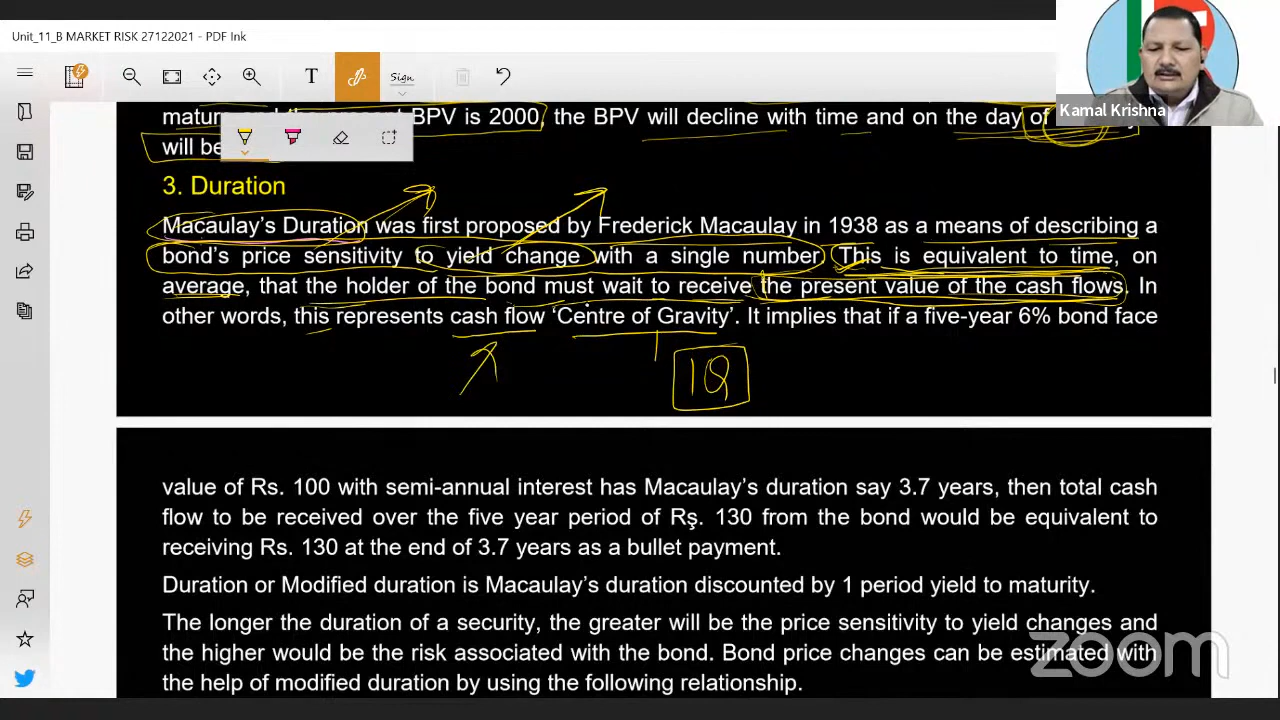 Unit_11_B MARKET RISK 27122021 - PDF Ink
Kamal Krishna
T
Sign
BPV is 2000, the BPV will decline with time and on the day of
will be
3. Duration
Macaulay’s Duration was first proposed by Frederick Macaulay in 1938 as a means of describing a
bond’s price sensitivity to yield change with a single number. This is equivalent to time, on
average, that the holder of the bond must wait to receive the present value of the cash flows. In
other words, this represents cash flow ‘Centre of Gravity’. It implies that if a five-year 6% bond face
value of Rs. 100 with semi-annual interest has Macaulay’s duration say 3.7 years, then total cash
flow to be received over the five year period of Rs. 130 from the bond would be equivalent to
receiving Rs. 130 at the end of 3.7 years as a bullet payment.
Duration or Modified duration is Macaulay’s duration discounted by 1 period yield to maturity.
The longer the duration of a security, the greater will be the price sensitivity to yield changes and
the higher would be the risk associated with the bond. Bond price changes can be estimated with
the help of modified duration by using the following relationship.
zoom